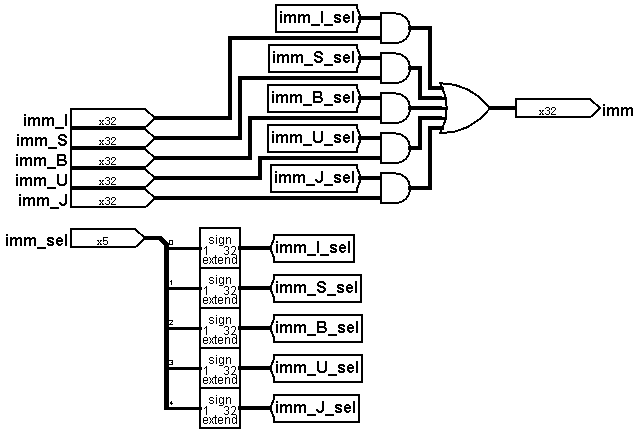 imm_I_sel
imm_S_sel
imm_B_sel
imm_I x32
imm_S x32
imm_B x32
imm_U x32
imm_J x32
imm_U_sel
imm_J_sel
x32 imm
imm_sel x5
0 sign 1 32 extend imm_I_sel
1 sign 1 32 extend imm_S_sel
2 sign 1 32 extend imm_B_sel
3 sign 1 32 extend imm_U_sel
4 sign 1 32 extend imm_J_sel